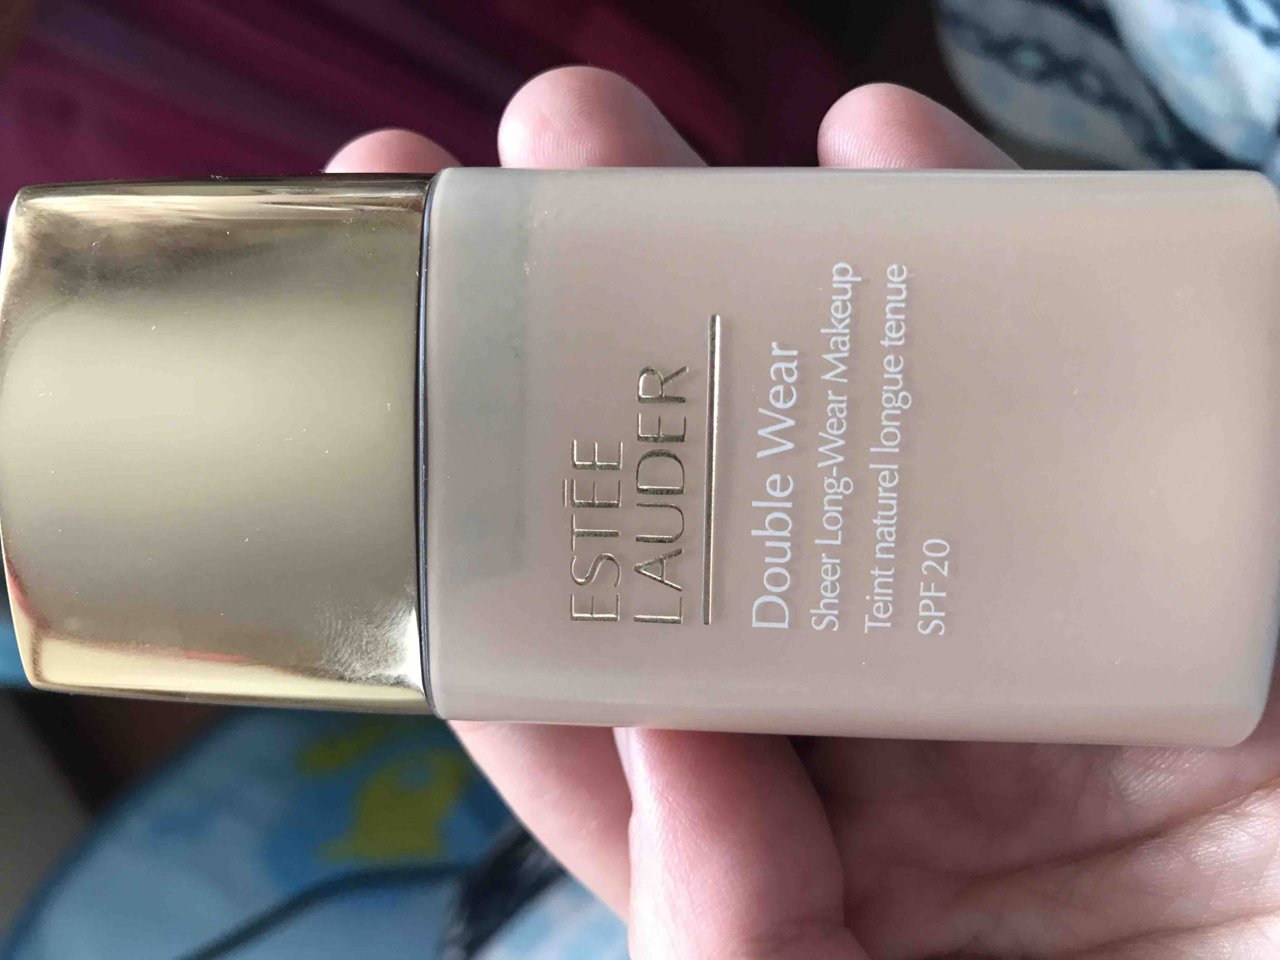 ESTĒE
LAUDER
Double Wear
Sheer Long-Wear Makeup
Teint naturel longue tenue
SPF 20